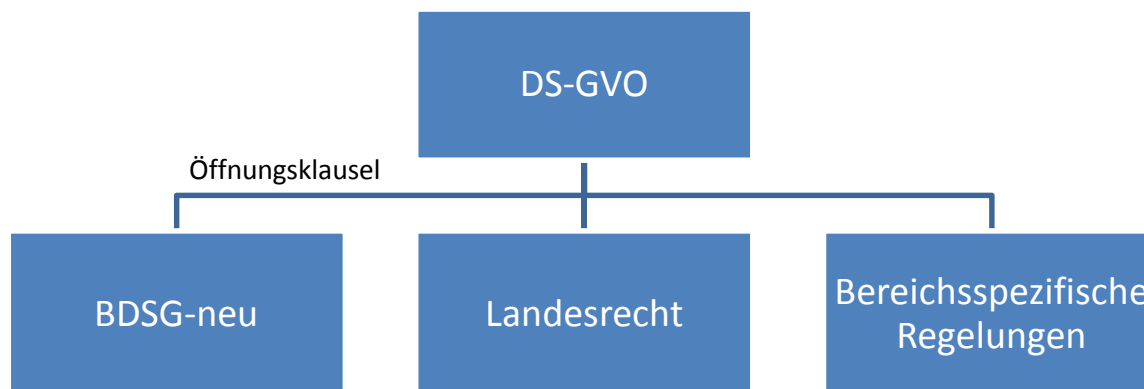 DS-GVO
Öffnungsklausel
BDSG-neu
Landesrecht
Bereichsspezifische
Regelungen